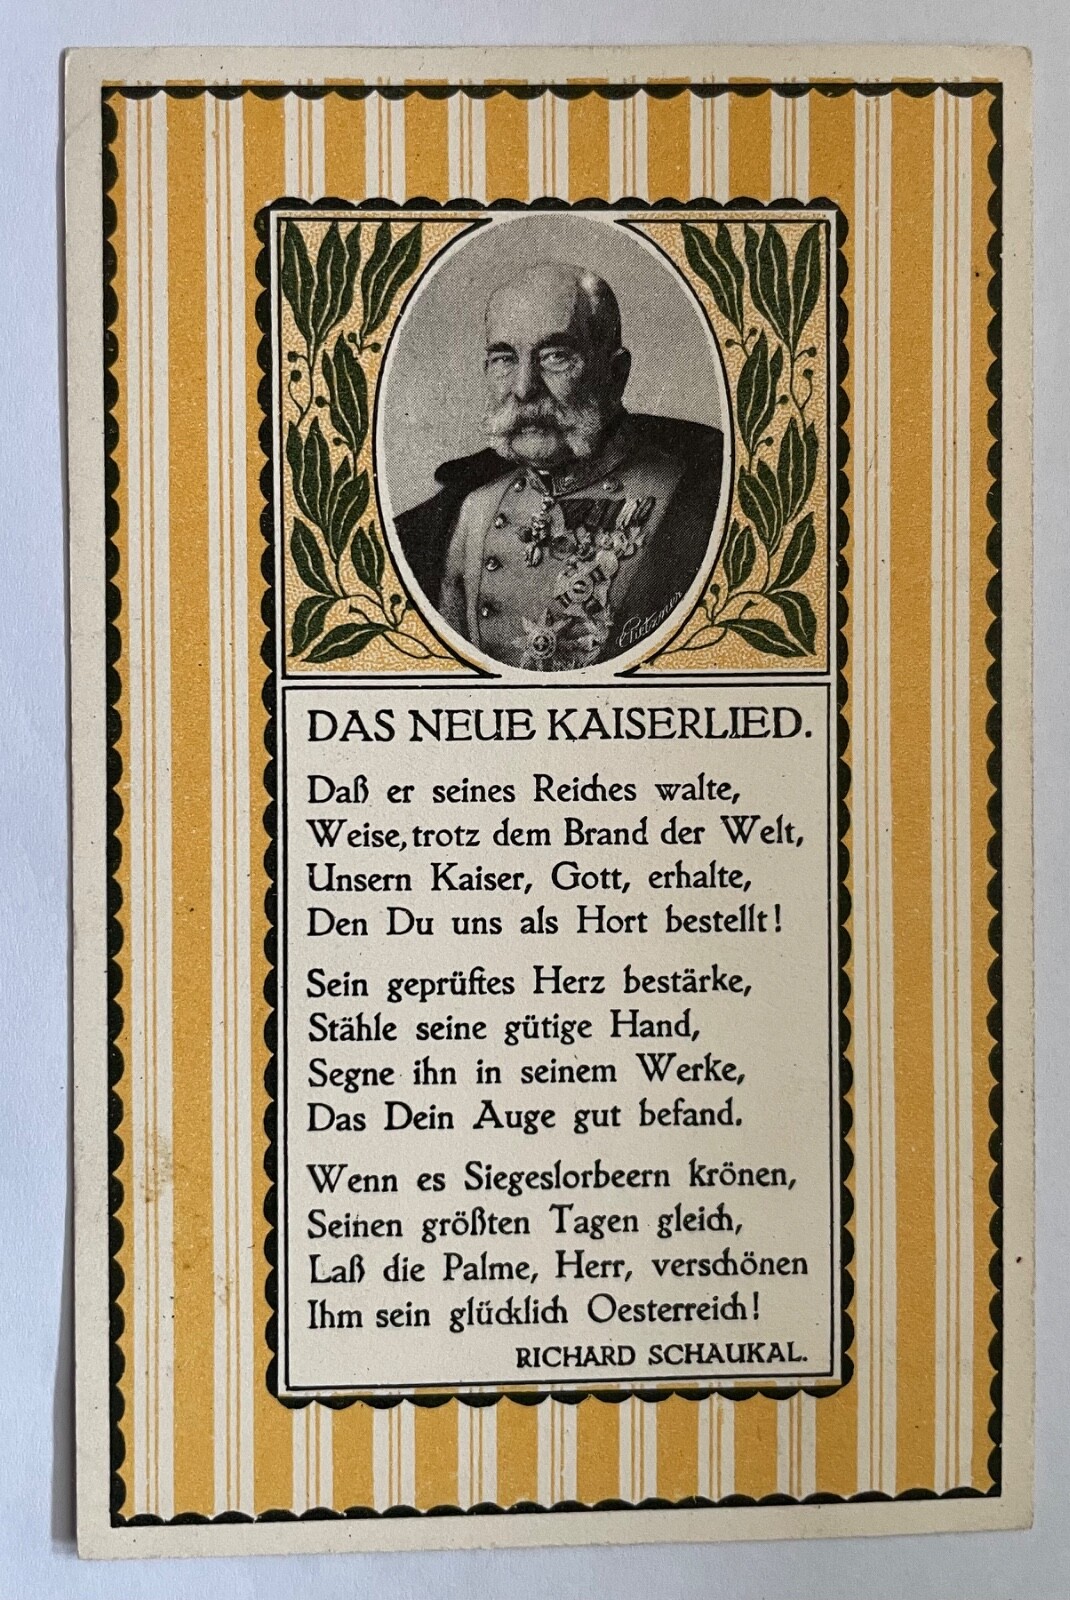 Pietzner
DAS NEUE KAISERLIED.
Daß er seines Reiches walte,
Weise, trotz dem Brand der Welt,
Unsern Kaiser, Gott, erhalte,
Den Du uns als Hort bestellt!
Sein geprüftes Herz bestärke,
Stähle seine gütige Hand,
Segne ihn in seinem Werke,
Das Dein Auge gut befand.
Wenn es Siegeslorbeern krönen,
Seinen größten Tagen gleich,
Laß die Palme, Herr, verschönen
Ihm sein glücklich Oesterreich!
RICHARD SCHAUKAL.